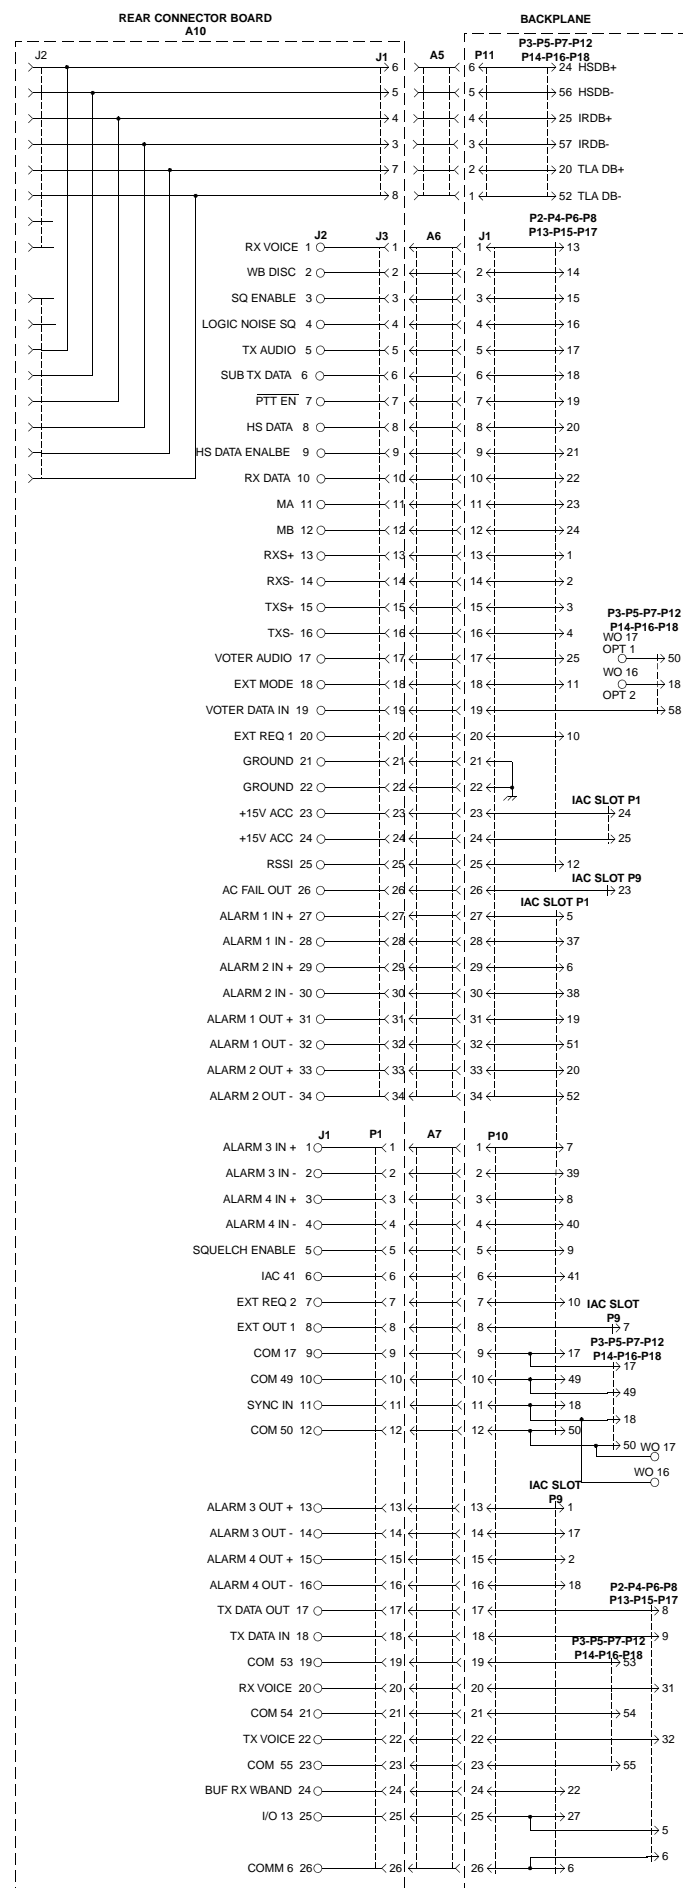 REAR CONNECTOR BOARD
A10
BACKPLANE
J2 J1 A5 P11 P3-P5-P7-P12
P14-P16-P18
6 6 24 HSDB+
5 5 56 HSDB-
4 4 25 IRDB+
3 3 57 IRDB-
7 2 20 TLA DB+
8 1 52 TLA DB-
P2-P4-P6-P8
P13-P15-P17
J2 J3 A6 J1
RX VOICE 1 1 1 13
WB DISC 2 2 2 14
SQ ENABLE 3 3 3 15
LOGIC NOISE SQ 4 4 4 16
TX AUDIO 5 5 5 17
SUB TX DATA 6 6 6 18
PTT EN 7 7 7 19
HS DATA 8 8 8 20
HS DATA ENALBE 9 9 9 21
RX DATA 10 10 10 22
MA 11 11 11 23
MB 12 12 12 24
RXS+ 13 13 13 1
RXS- 14 14 14 2
TXS+ 15 15 15 3
P3-P5-P7-P12
P14-P16-P18
TXS- 16 16 16 4
WO 17
OPT 1
VOTER AUDIO 17 17 17 25 50
WO 16
EXT MODE 18 18 18 11 18
OPT 2
VOTER DATA IN 19 19 19 58
EXT REQ 1 20 20 20 10
GROUND 21 21 21
GROUND 22 22 22
IAC SLOT P1
+15V ACC 23 23 23 24
+15V ACC 24 24 24 25
RSSI 25 25 25 12
IAC SLOT P9
AC FAIL OUT 26 26 26 23
IAC SLOT P1
ALARM 1 IN + 27 27 27 5
ALARM 1 IN - 28 28 28 37
ALARM 2 IN + 29 29 29 6
ALARM 2 IN - 30 30 30 38
ALARM 1 OUT + 31 31 31 19
ALARM 1 OUT - 32 32 32 51
ALARM 2 OUT + 33 33 33 20
ALARM 2 OUT - 34 34 34 52
J1 P1 A7 P10
ALARM 3 IN + 1 1 1 7
ALARM 3 IN - 2 2 2 39
ALARM 4 IN + 3 3 3 8
ALARM 4 IN - 4 4 4 40
SQUELCH ENABLE 5 5 5 9
IAC 41 6 6 6 41
EXT REQ 2 7 7 7 10
IAC SLOT
P9
EXT OUT 1 8 8 8 7
P3-P5-P7-P12
P14-P16-P18
COM 17 9 9 9 17
17
COM 49 10 10 10 49
49
SYNC IN 11 11 11 18
18
COM 50 12 12 12 50
50 WO 17
WO 16
IAC SLOT
P9
ALARM 3 OUT + 13 13 13 1
ALARM 3 OUT - 14 14 14 17
ALARM 4 OUT + 15 15 15 2
ALARM 4 OUT - 16 16 16 18
P2-P4-P6-P8
P13-P15-P17
TX DATA OUT 17 17 17 8
TX DATA IN 18 18 18 9
P3-P5-P7-P12
P14-P16-P18
COM 53 19 19 19 53
RX VOICE 20 20 20 31
COM 54 21 21 21 54
TX VOICE 22 22 22 32
COM 55 23 23 23 55
BUF RX WBAND 24 24 24 22
I/O 13 25 25 25 27
5
6
COMM 6 26 26 26 6